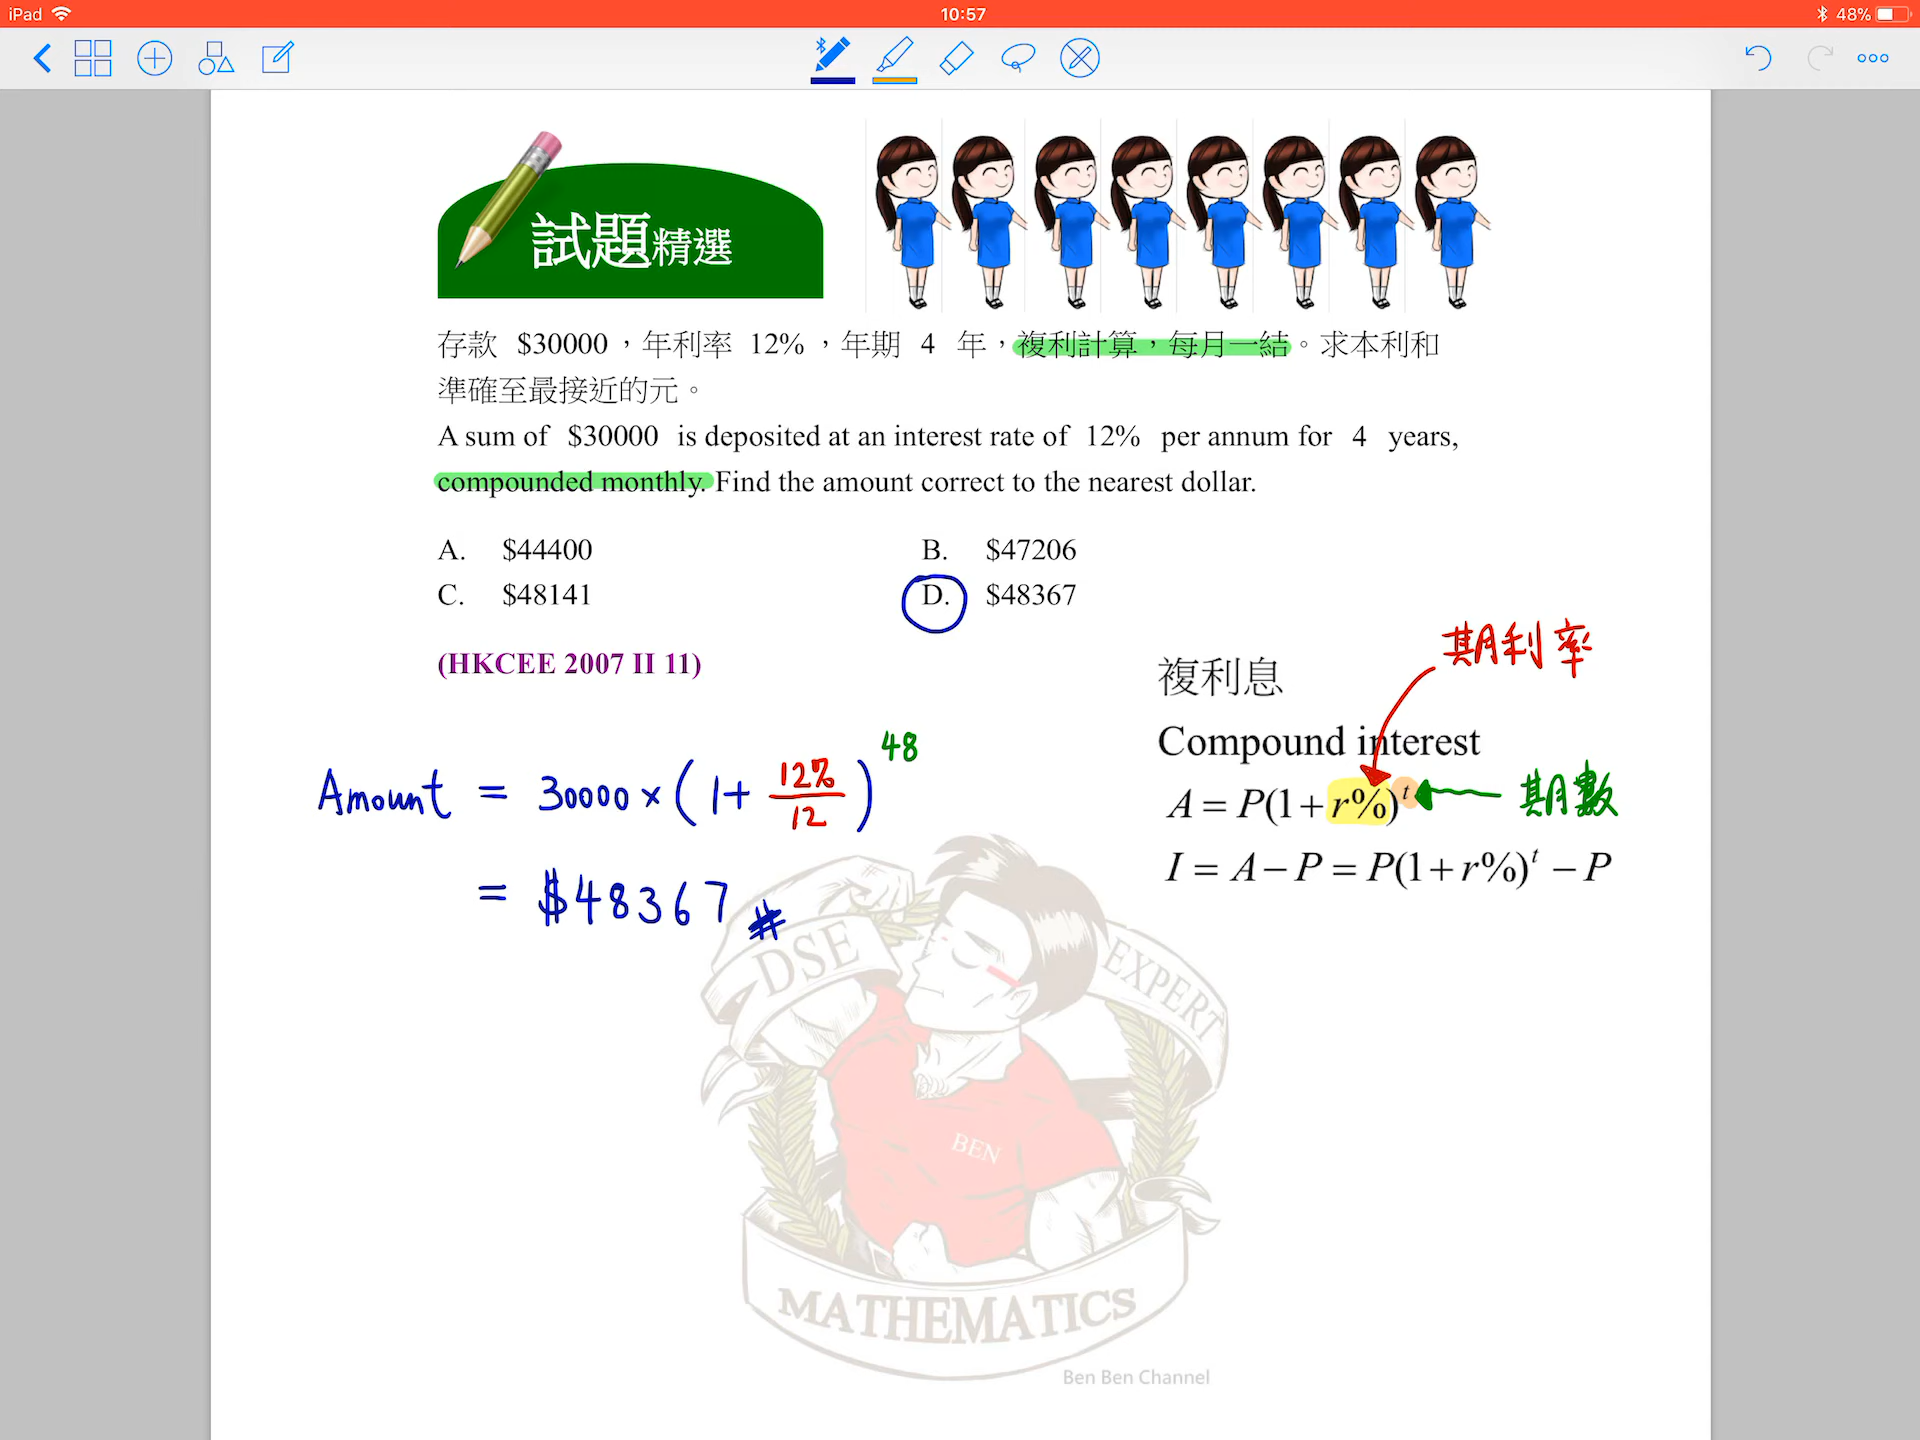 iPad 10:57 48%
試題精選
存款 $30000，年利率 12%，年期 4 年，複利計算，每月一結。求本利和
準確至最接近的元。
A sum of $30000 is deposited at an interest rate of 12% per annum for 4 years,
compounded monthly. Find the amount correct to the nearest dollar.
A. $44400 B. $47206
C. $48141 D. $48367
(HKCEE 2007 II 11)
期利率
複利息
Compound interest
A = P(1+r%)^t 期數
I = A−P = P(1+r%)^t −P
Amount = 30000 × (1 + 12%/12)^48
= $48367 #
DSE EXPERT
BEN
MATHEMATICS
Ben Ben Channel